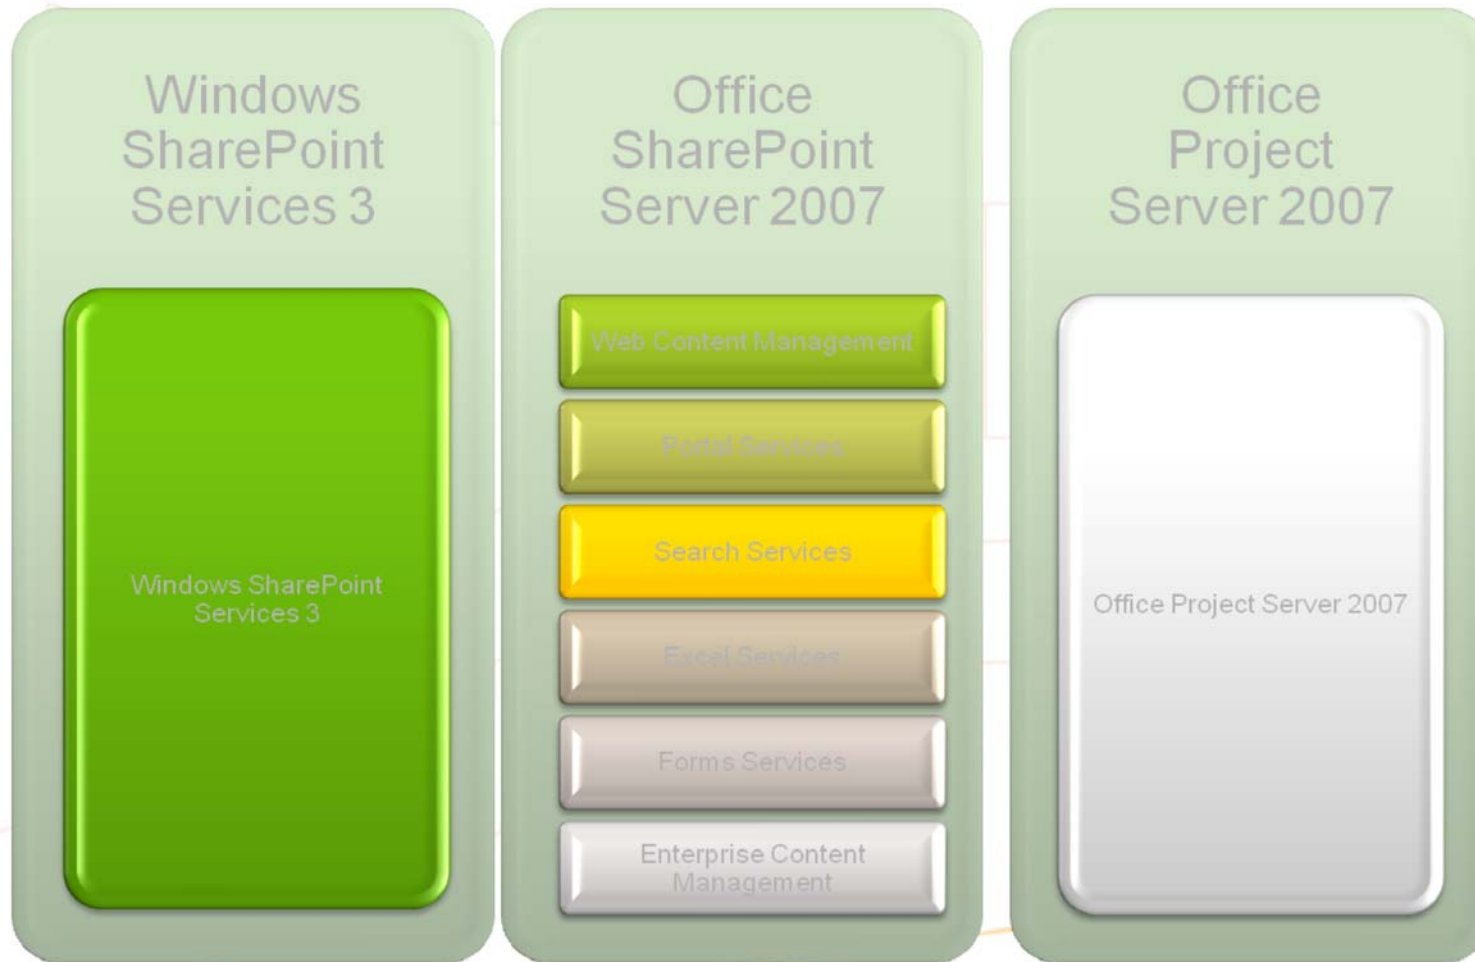 Windows
SharePoint
Services 3
Windows SharePoint
Services 3
Office
SharePoint
Server 2007
Web Content Management
Portal Services
Search Services
Excel Services
Forms Services
Enterprise Content
Management
Office
Project
Server 2007
Office Project Server 2007